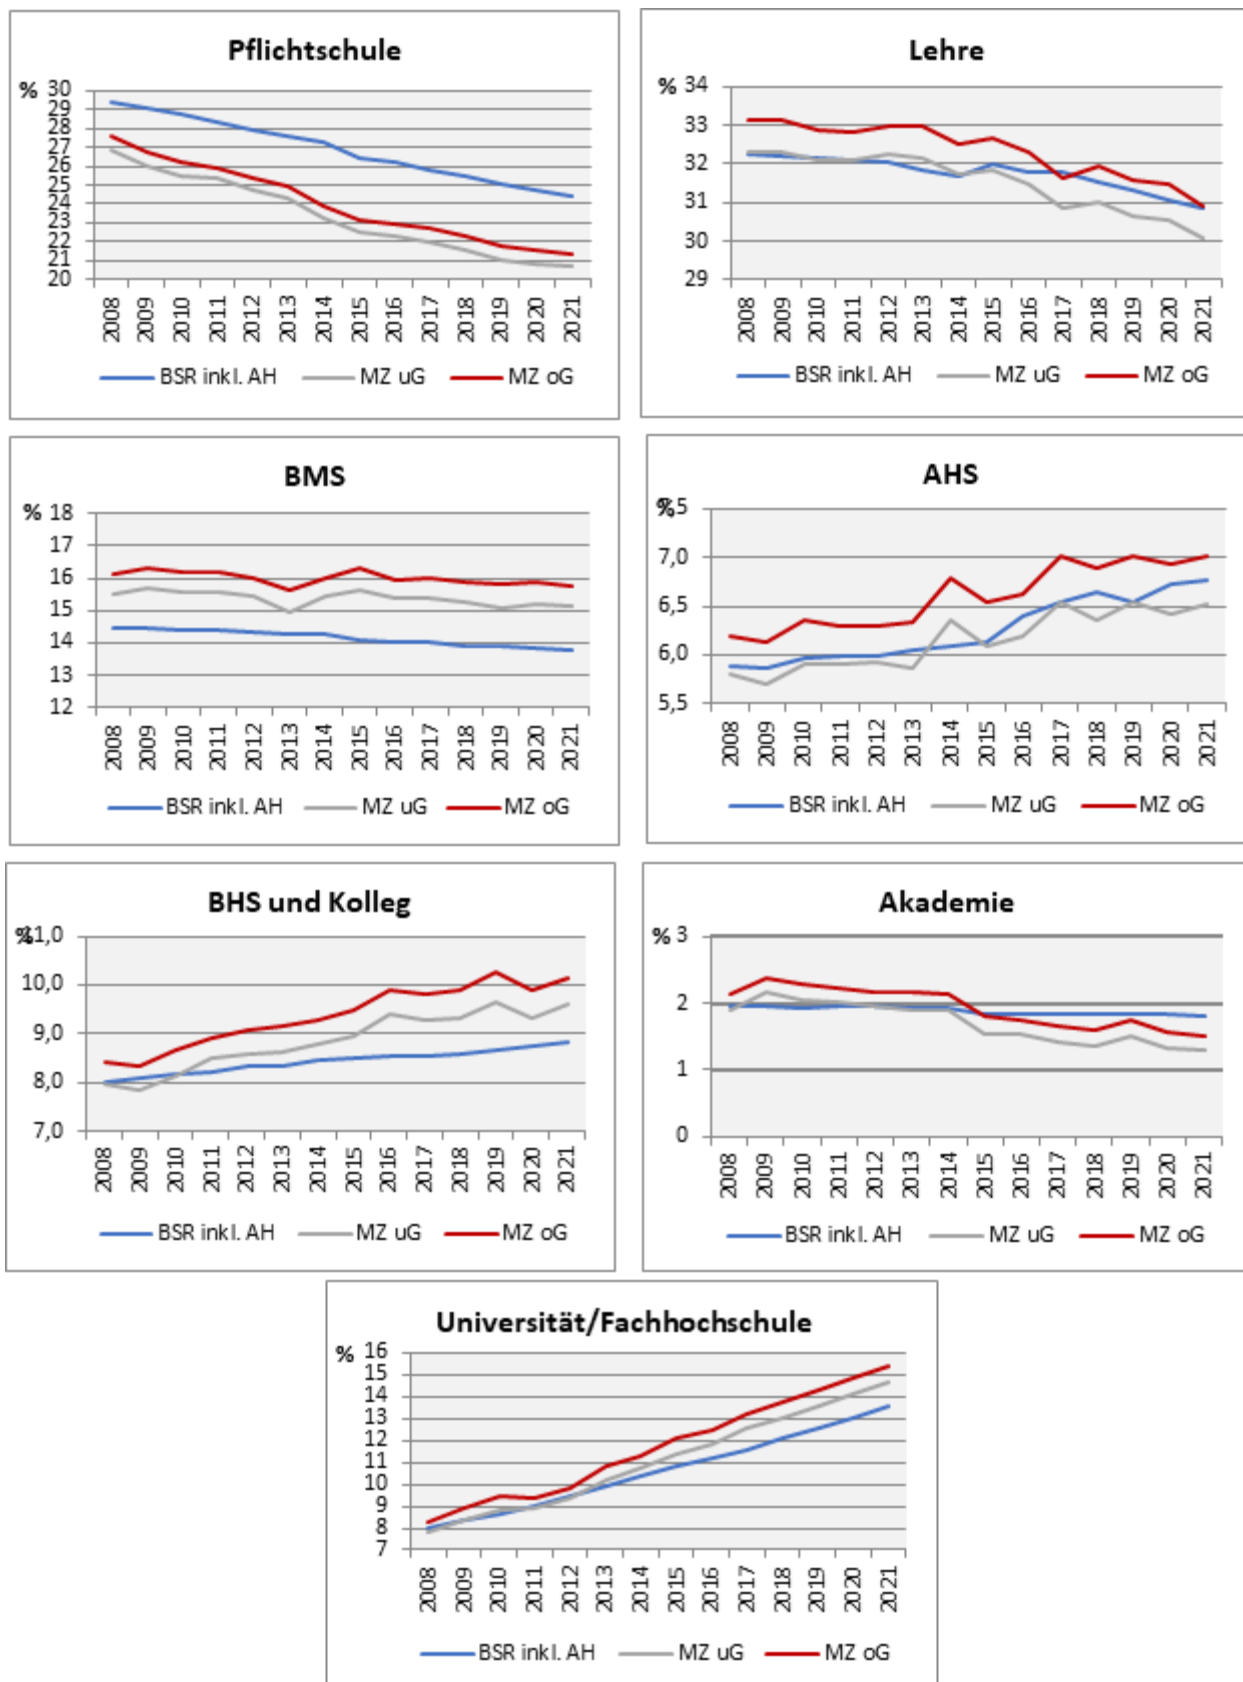 Pflichtschule
%
30
29
28
27
26
25
24
23
22
21
20
2008 2009 2010 2011 2012 2013 2014 2015 2016 2017 2018 2019 2020 2021
BSR inkl. AH MZ uG MZ oG
Lehre
%
34
33
32
31
30
29
2008 2009 2010 2011 2012 2013 2014 2015 2016 2017 2018 2019 2020 2021
BSR inkl. AH MZ uG MZ oG
BMS
%
18
17
16
15
14
13
12
2008 2009 2010 2011 2012 2013 2014 2015 2016 2017 2018 2019 2020 2021
BSR inkl. AH MZ uG MZ oG
AHS
%
7,5
7,0
6,5
6,0
5,5
2008 2009 2010 2011 2012 2013 2014 2015 2016 2017 2018 2019 2020 2021
BSR inkl. AH MZ uG MZ oG
BHS und Kolleg
%
11,0
10,0
9,0
8,0
7,0
2008 2009 2010 2011 2012 2013 2014 2015 2016 2017 2018 2019 2020 2021
BSR inkl. AH MZ uG MZ oG
Akademie
%
3
2
1
0
2008 2009 2010 2011 2012 2013 2014 2015 2016 2017 2018 2019 2020 2021
BSR inkl. AH MZ uG MZ oG
Universität/Fachhochschule
%
16
15
14
13
12
11
10
9
8
7
2008 2009 2010 2011 2012 2013 2014 2015 2016 2017 2018 2019 2020 2021
BSR inkl. AH MZ uG MZ oG